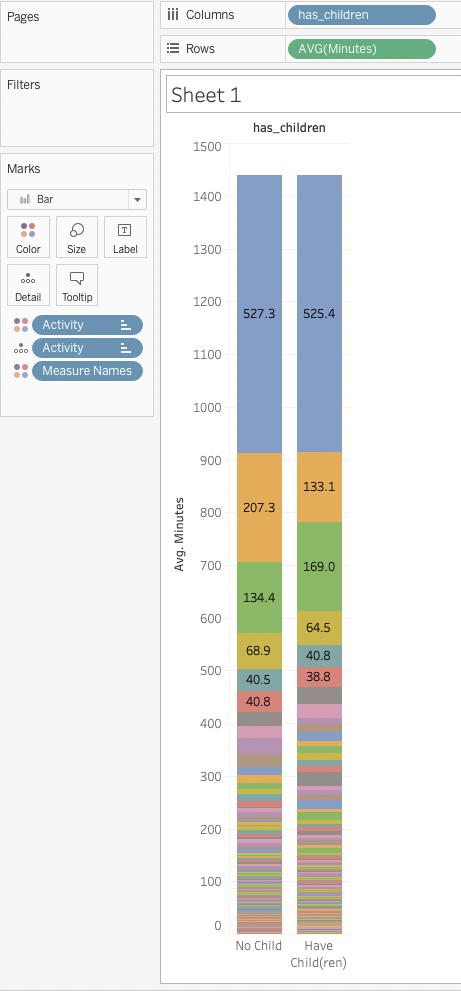 Pages
Columns
has_children
Rows
AVG(Minutes)
Filters
Sheet 1
Marks
Bar
Color
Size
Label
Detail
Tooltip
Activity
Activity
Measure Names
has_children
Avg. Minutes
1500
1400
1300
1200
1100
1000
900
800
700
600
500
400
300
200
100
0
527.3
525.4
207.3
133.1
134.4
169.0
68.9
64.5
40.5
40.8
40.8
38.8
No Child
Have
Child(ren)